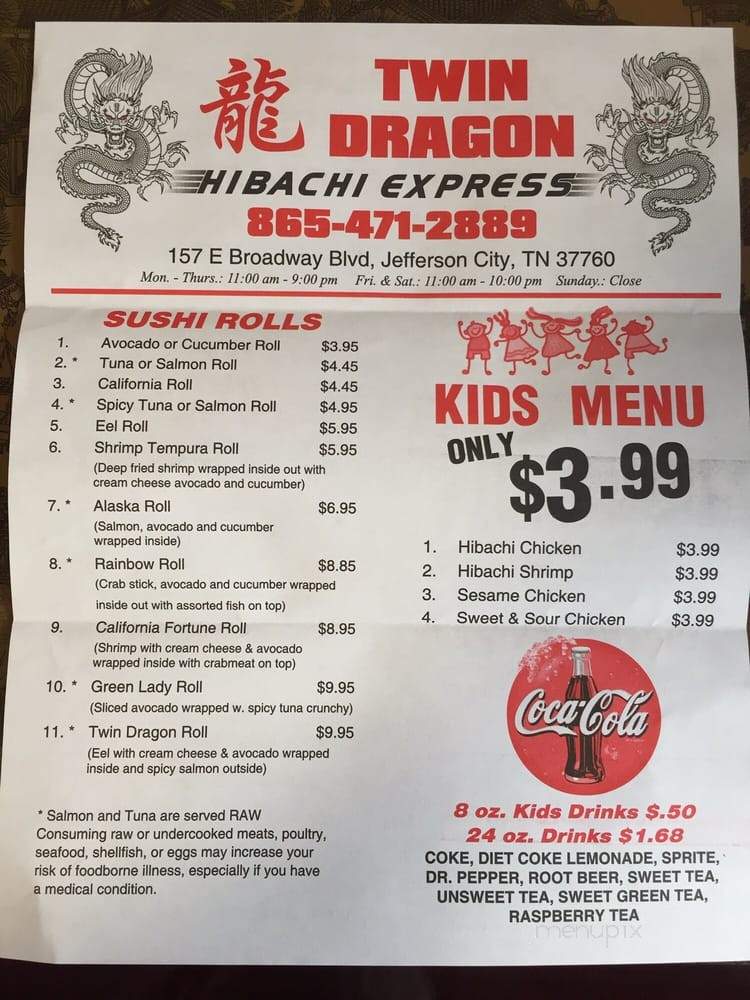 龍
TWIN
DRAGON
HIBACHI EXPRESS
865-471-2889
157 E Broadway Blvd, Jefferson City, TN 37760
Mon. - Thurs.: 11:00 am - 9:00 pm Fri. & Sat.: 11:00 am - 10:00 pm Sunday.: Close
SUSHI ROLLS
1. Avocado or Cucumber Roll $3.95
2. * Tuna or Salmon Roll $4.45
3. California Roll $4.45
4. * Spicy Tuna or Salmon Roll $4.95
5. Eel Roll $5.95
6. Shrimp Tempura Roll $5.95
(Deep fried shrimp wrapped inside out with
cream cheese avocado and cucumber)
7. * Alaska Roll $6.95
(Salmon, avocado and cucumber
wrapped inside)
8. * Rainbow Roll $8.85
(Crab stick, avocado and cucumber wrapped
inside out with assorted fish on top)
9. California Fortune Roll $8.95
(Shrimp with cream cheese & avocado
wrapped inside with crabmeat on top)
10. * Green Lady Roll $9.95
(Sliced avocado wrapped w. spicy tuna crunchy)
11. * Twin Dragon Roll $9.95
(Eel with cream cheese & avocado wrapped
inside and spicy salmon outside)
* Salmon and Tuna are served RAW
Consuming raw or undercooked meats, poultry,
seafood, shellfish, or eggs may increase your
risk of foodborne illness, especially if you have
a medical condition.
KIDS MENU
ONLY
$3.99
1. Hibachi Chicken $3.99
2. Hibachi Shrimp $3.99
3. Sesame Chicken $3.99
4. Sweet & Sour Chicken $3.99
Coca-Cola
8 oz. Kids Drinks $.50
24 oz. Drinks $1.68
COKE, DIET COKE LEMONADE, SPRITE,
DR. PEPPER, ROOT BEER, SWEET TEA,
UNSWEET TEA, SWEET GREEN TEA,
RASPBERRY TEA
menupix